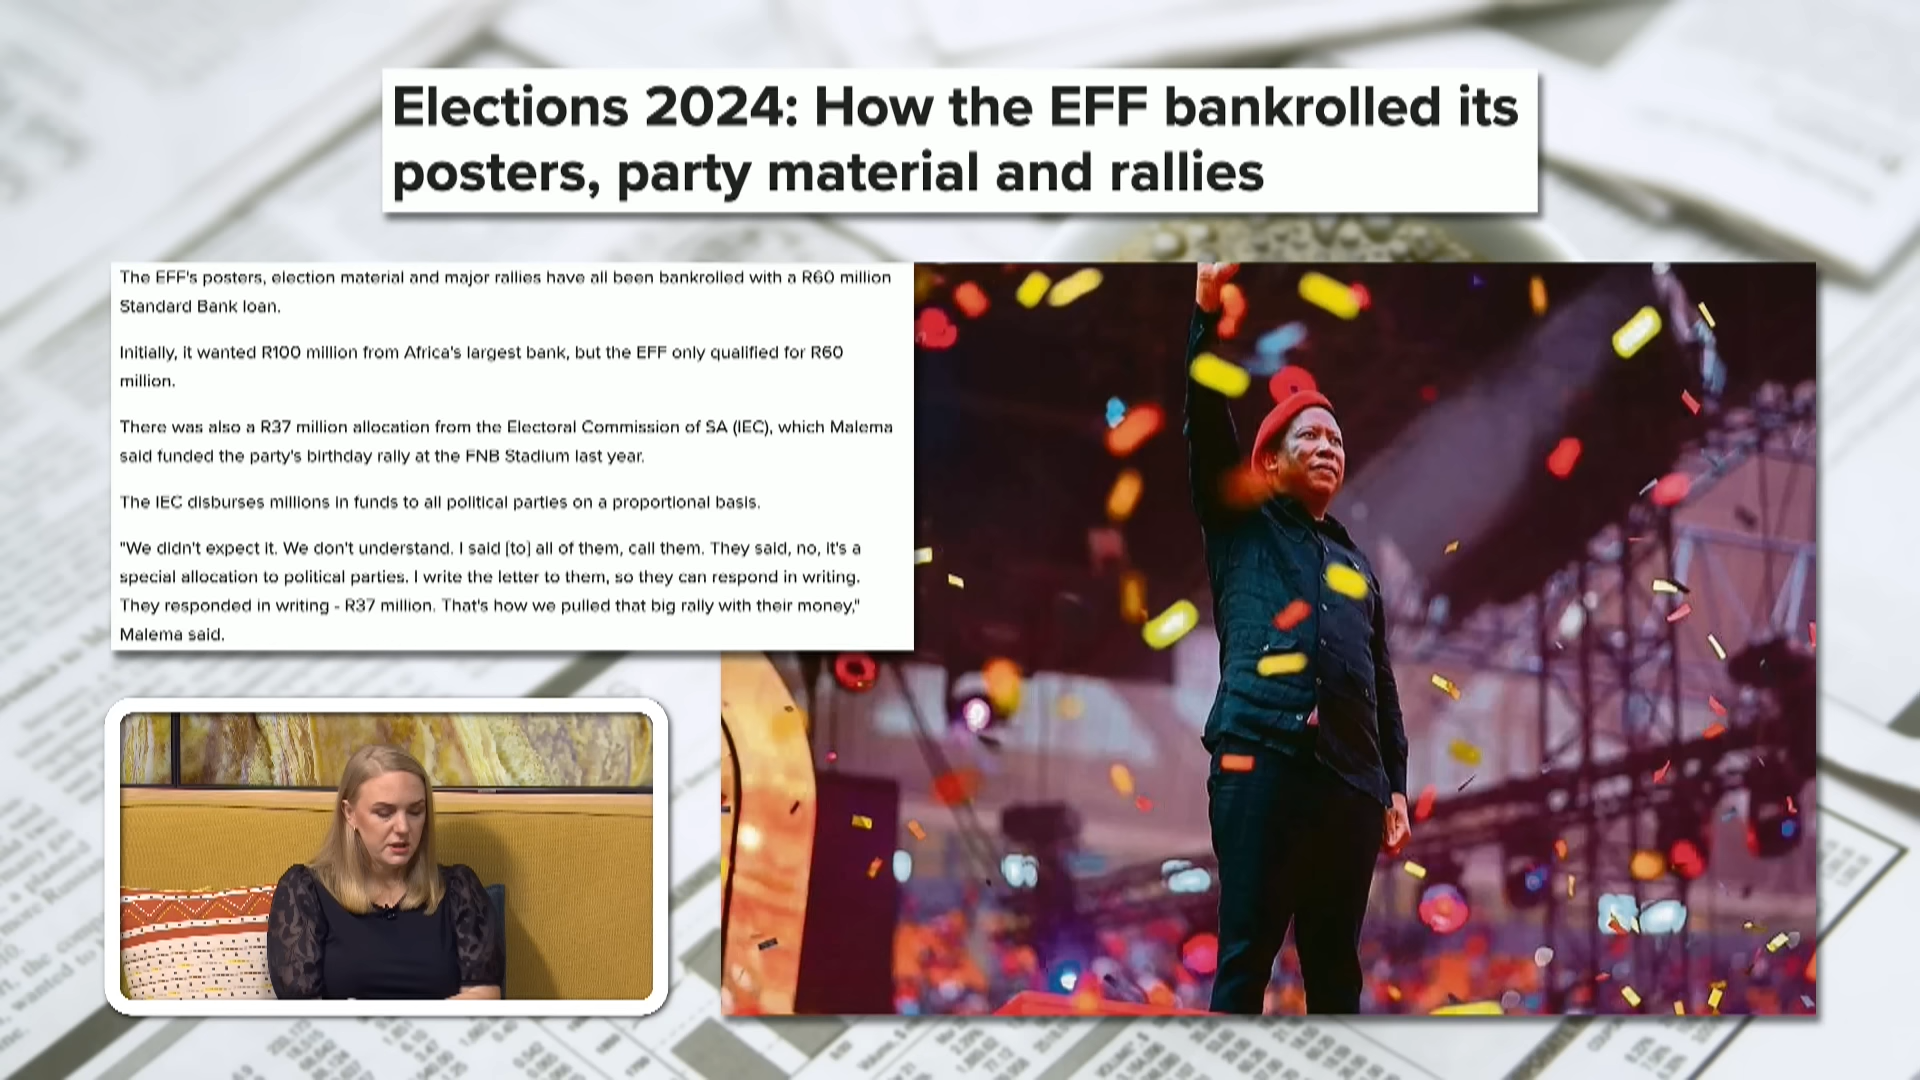 Elections 2024: How the EFF bankrolled its
posters, party material and rallies
The EFF's posters, election material and major rallies have all been bankrolled with a R60 million
Standard Bank loan.
Initially, it wanted R100 million from Africa's largest bank, but the EFF only qualified for R60
million.
There was also a R37 million allocation from the Electoral Commission of SA (IEC), which Malema
said funded the party's birthday rally at the FNB Stadium last year.
The IEC disburses millions in funds to all political parties on a proportional basis.
"We didn't expect it. We don't understand. I said [to] all of them, call them. They said, no, it's a
special allocation to political parties. I write the letter to them, so they can respond in writing.
They responded in writing - R37 million. That's how we pulled that big rally with their money,"
Malema said.